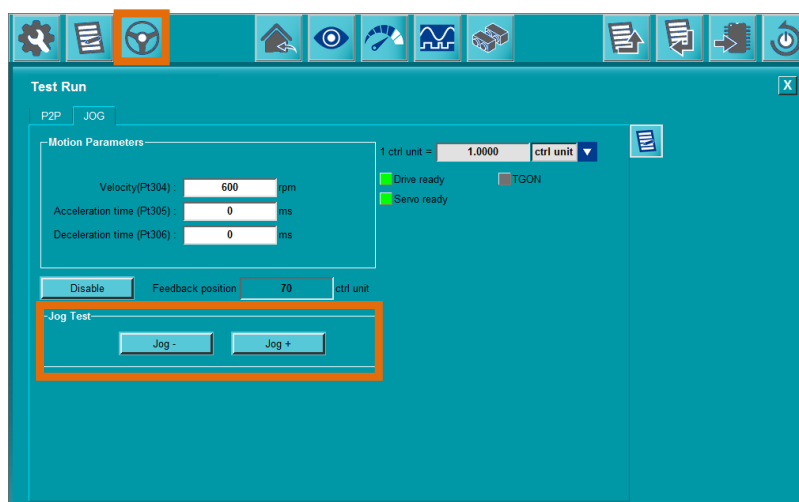 Test Run
X
P2P JOG
Motion Parameters
1 ctrl unit = 1.0000 ctrl unit
Velocity(Pt304) : 600 rpm
Drive ready TGON
Servo ready
Acceleration time (Pt305) : 0 ms
Deceleration time (Pt306) : 0 ms
Disable Feedback position 70 ctrl unit
Jog Test
Jog - Jog +